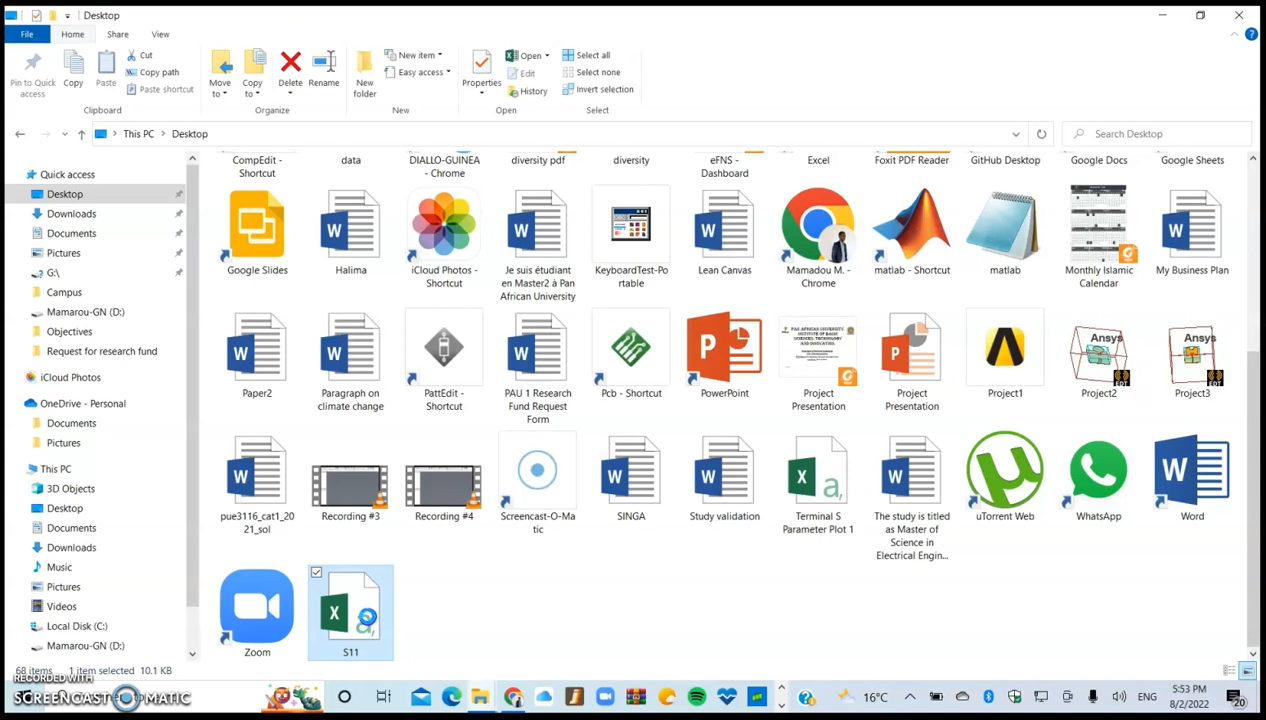 Desktop
File Home Share View
Pin to Quick access
Copy
Paste
Cut
Copy path
Paste shortcut
Clipboard
Move to
Copy to
Delete
Rename
Organize
New folder
New item
Easy access
New
Properties
Open
Edit
History
Open
Select all
Select none
Invert selection
Select
This PC > Desktop
Search Desktop
Quick access
Desktop
Downloads
Documents
Pictures
G:\
Campus
Mamarou-GN (D:)
Objectives
Request for research fund
iCloud Photos
OneDrive - Personal
Documents
Pictures
This PC
3D Objects
Desktop
Documents
Downloads
Music
Pictures
Videos
Local Disk (C:)
Mamarou-GN (D:)
CompEdit - Shortcut
data
DIALLO-GUINEA - Chrome
diversity pdf
diversity
eFNS - Dashboard
Excel
Foxit PDF Reader
GitHub Desktop
Google Docs
Google Sheets
Google Slides
Halima
iCloud Photos - Shortcut
Je suis étudiant en Master2 à Pan African University
KeyboardTest-Portable
Lean Canvas
Mamadou M. - Chrome
matlab - Shortcut
matlab
Monthly Islamic Calendar
My Business Plan
Paper2
Paragraph on climate change
PattEdit - Shortcut
PAU 1 Research Fund Request Form
Pcb - Shortcut
PowerPoint
Project Presentation
Project Presentation
Project1
Ansys
Project2
Ansys
Project3
pue3116_cat1_2021_sol
Recording #3
Recording #4
Screencast-O-Matic
SINGA
Study validation
Terminal S Parameter Plot 1
The study is titled as Master of Science in Electrical Engin...
uTorrent Web
WhatsApp
Word
Zoom
S11
68 items 1 item selected 10.1 KB
RECORDED WITH
SCREENCAST-O-MATIC
16°C
ENG
5:53 PM
8/2/2022
20